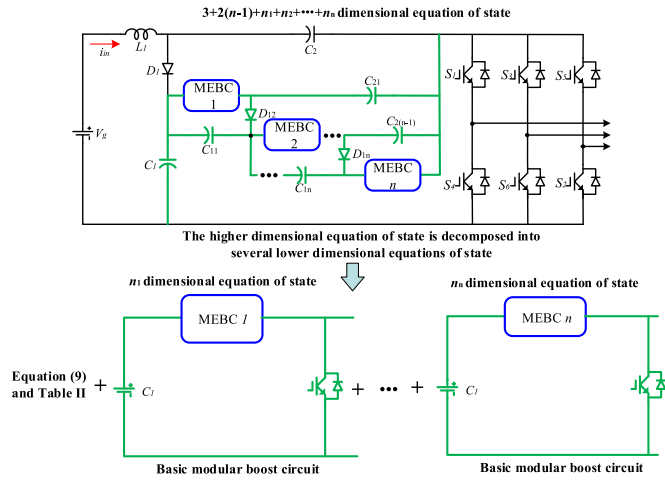 3+2(n-1)+n1+n2+•••+nn dimensional equation of state
iin
L1
C2
D1
MEBC 1
C21
D12
C11
MEBC 2
•••
C2(n-1)
D1n
•••
C1n
MEBC n
C1
Vg
S1
S3
S5
S4
S6
S2
The higher dimensional equation of state is decomposed into
several lower dimensional equations of state
n1 dimensional equation of state
nn dimensional equation of state
MEBC 1
MEBC n
Equation (9)
and Table II
+
C1
+ ••• +
C1
Basic modular boost circuit
Basic modular boost circuit